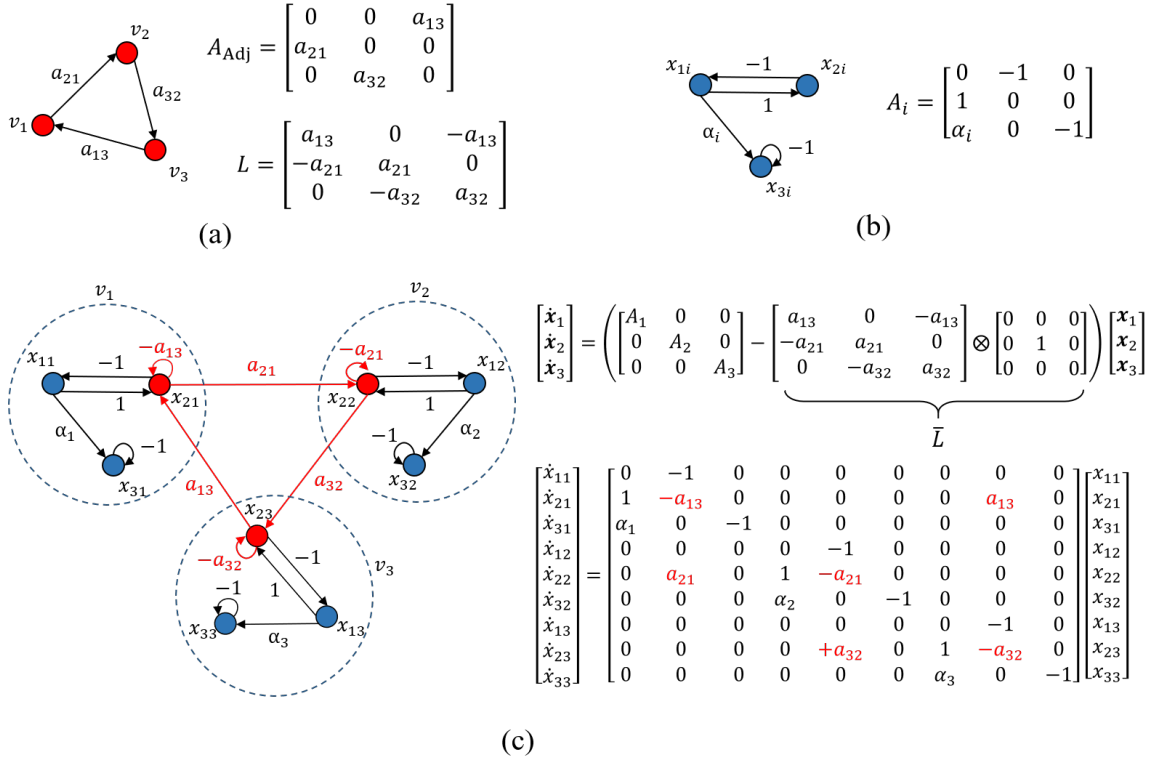 v₂
a₂₁
a₃₂
v₁
a₁₃
v₃
A_Adj = [0 0 a₁₃
a₂₁ 0 0
0 a₃₂ 0]
L = [a₁₃ 0 −a₁₃
−a₂₁ a₂₁ 0
0 −a₃₂ a₃₂]
(a)
x₁ᵢ −1 x₂ᵢ
1
αᵢ
−1
x₃ᵢ
Aᵢ = [0 −1 0
1 0 0
αᵢ 0 −1]
(b)
v₁
x₁₁ −1 −a₁₃
1 x₂₁
α₁
−1
x₃₁
a₂₁
v₂
−a₂₁ −1 x₁₂
x₂₂ 1
α₂
−1
x₃₂
a₁₃
a₃₂
x₂₃
−a₃₂ −1
1
v₃
−1
x₃₃ α₃ x₁₃
[ẋ₁ ẋ₂ ẋ₃] = ([A₁ 0 0
0 A₂ 0
0 0 A₃] − [a₁₃ 0 −a₁₃
−a₂₁ a₂₁ 0
0 −a₃₂ a₃₂] ⊗ [0 0 0
0 1 0
0 0 0]) [x₁ x₂ x₃]
L̄
ẋ₁₁ 0 −1 0 0 0 0 0 0 0 x₁₁
ẋ₂₁ 1 −a₁₃ 0 0 0 0 0 a₁₃ 0 x₂₁
ẋ₃₁ α₁ 0 −1 0 0 0 0 0 0 x₃₁
ẋ₁₂ 0 0 0 0 −1 0 0 0 0 x₁₂
ẋ₂₂ = 0 a₂₁ 0 1 −a₂₁ 0 0 0 0 x₂₂
ẋ₃₂ 0 0 0 α₂ 0 −1 0 0 0 x₃₂
ẋ₁₃ 0 0 0 0 0 0 0 −1 0 x₁₃
ẋ₂₃ 0 0 0 0 +a₃₂ 0 1 −a₃₂ 0 x₂₃
ẋ₃₃ 0 0 0 0 0 0 α₃ 0 −1 x₃₃
(c)